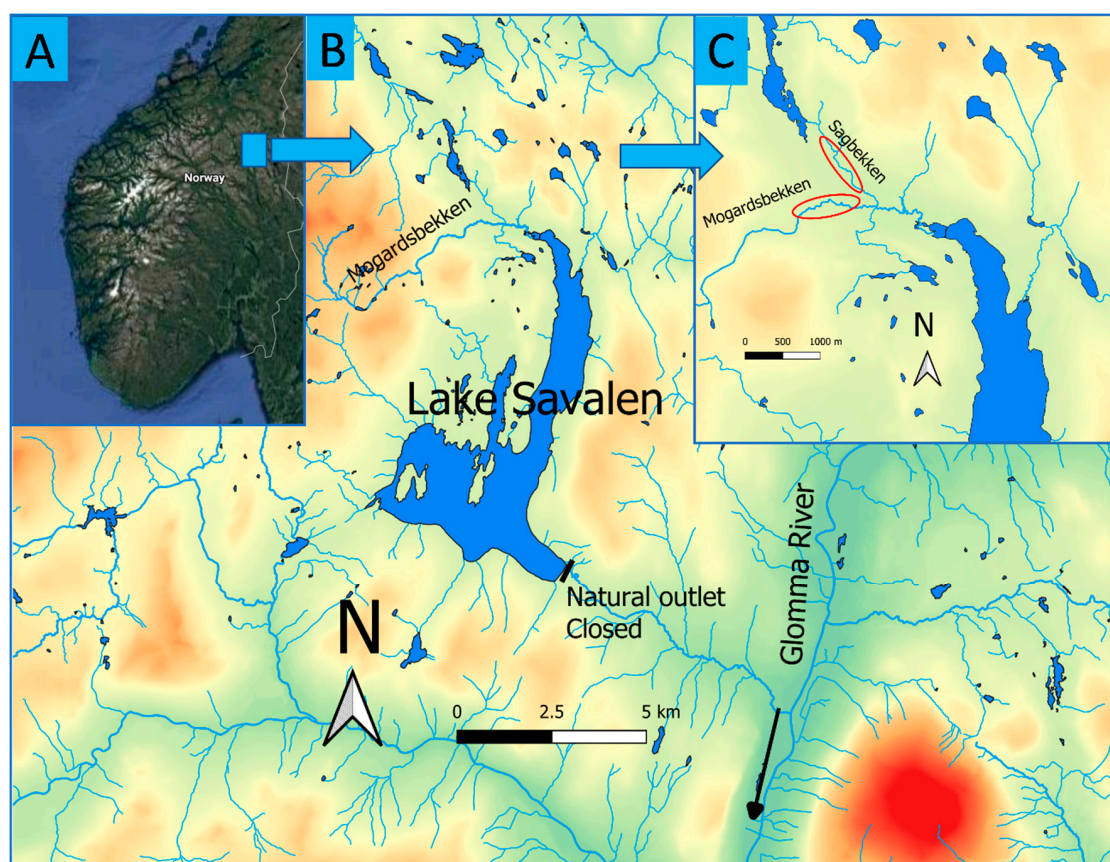 A
B
C
Norway
Mogardsbekken
Lake Savalen
Natural outlet
Closed
Glomma River
N
0 2.5 5 km
Sagbekken
Mogardsbekken
N
0 500 1000 m